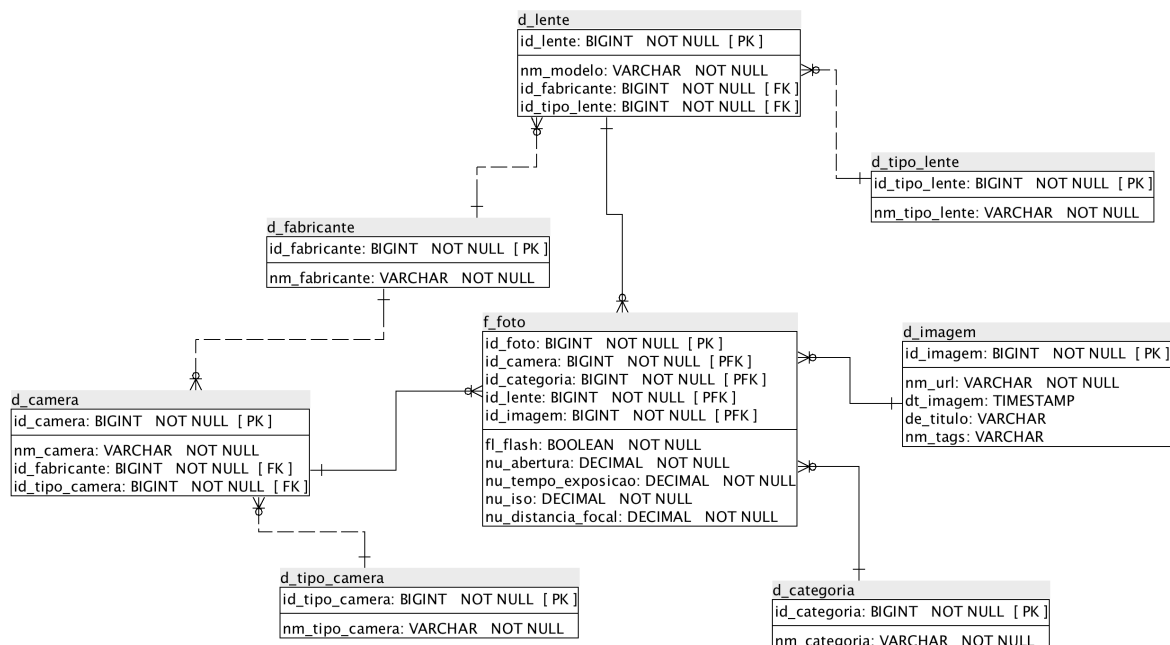 d_lente
id_lente: BIGINT NOT NULL [ PK ]
nm_modelo: VARCHAR NOT NULL
id_fabricante: BIGINT NOT NULL [ FK ]
id_tipo_lente: BIGINT NOT NULL [ FK ]
d_tipo_lente
id_tipo_lente: BIGINT NOT NULL [ PK ]
nm_tipo_lente: VARCHAR NOT NULL
d_fabricante
id_fabricante: BIGINT NOT NULL [ PK ]
nm_fabricante: VARCHAR NOT NULL
f_foto
id_foto: BIGINT NOT NULL [ PK ]
id_camera: BIGINT NOT NULL [ PFK ]
id_categoria: BIGINT NOT NULL [ PFK ]
id_lente: BIGINT NOT NULL [ PFK ]
id_imagem: BIGINT NOT NULL [ PFK ]
fl_flash: BOOLEAN NOT NULL
nu_abertura: DECIMAL NOT NULL
nu_tempo_exposicao: DECIMAL NOT NULL
nu_iso: DECIMAL NOT NULL
nu_distancia_focal: DECIMAL NOT NULL
d_imagem
id_imagem: BIGINT NOT NULL [ PK ]
nm_url: VARCHAR NOT NULL
dt_imagem: TIMESTAMP
de_titulo: VARCHAR
nm_tags: VARCHAR
d_camera
id_camera: BIGINT NOT NULL [ PK ]
nm_camera: VARCHAR NOT NULL
id_fabricante: BIGINT NOT NULL [ FK ]
id_tipo_camera: BIGINT NOT NULL [ FK ]
d_tipo_camera
id_tipo_camera: BIGINT NOT NULL [ PK ]
nm_tipo_camera: VARCHAR NOT NULL
d_categoria
id_categoria: BIGINT NOT NULL [ PK ]
nm_categoria: VARCHAR NOT NULL